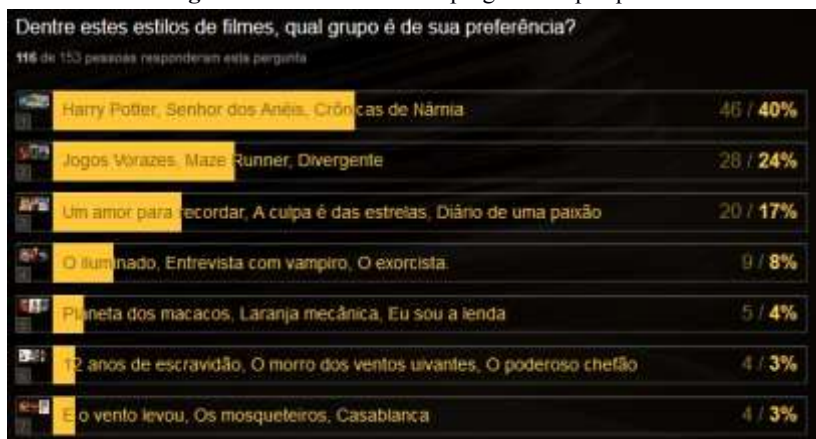 Dentre estes estilos de filmes, qual grupo é de sua preferência?
116 de 153 pessoas responderam esta pergunta
Harry Potter, Senhor dos Anéis, Crônicas de Nárnia 46 / 40%
Jogos Vorazes, Maze Runner, Divergente 28 / 24%
Um amor para recordar, A culpa é das estrelas, Diário de uma paixão 20 / 17%
O iluminado, Entrevista com vampiro, O exorcista. 9 / 8%
Planeta dos macacos, Laranja mecânica, Eu sou a lenda 5 / 4%
12 anos de escravidão, O morro dos ventos uivantes, O poderoso chefão 4 / 3%
E o vento levou, Os mosqueteiros, Casablanca 4 / 3%